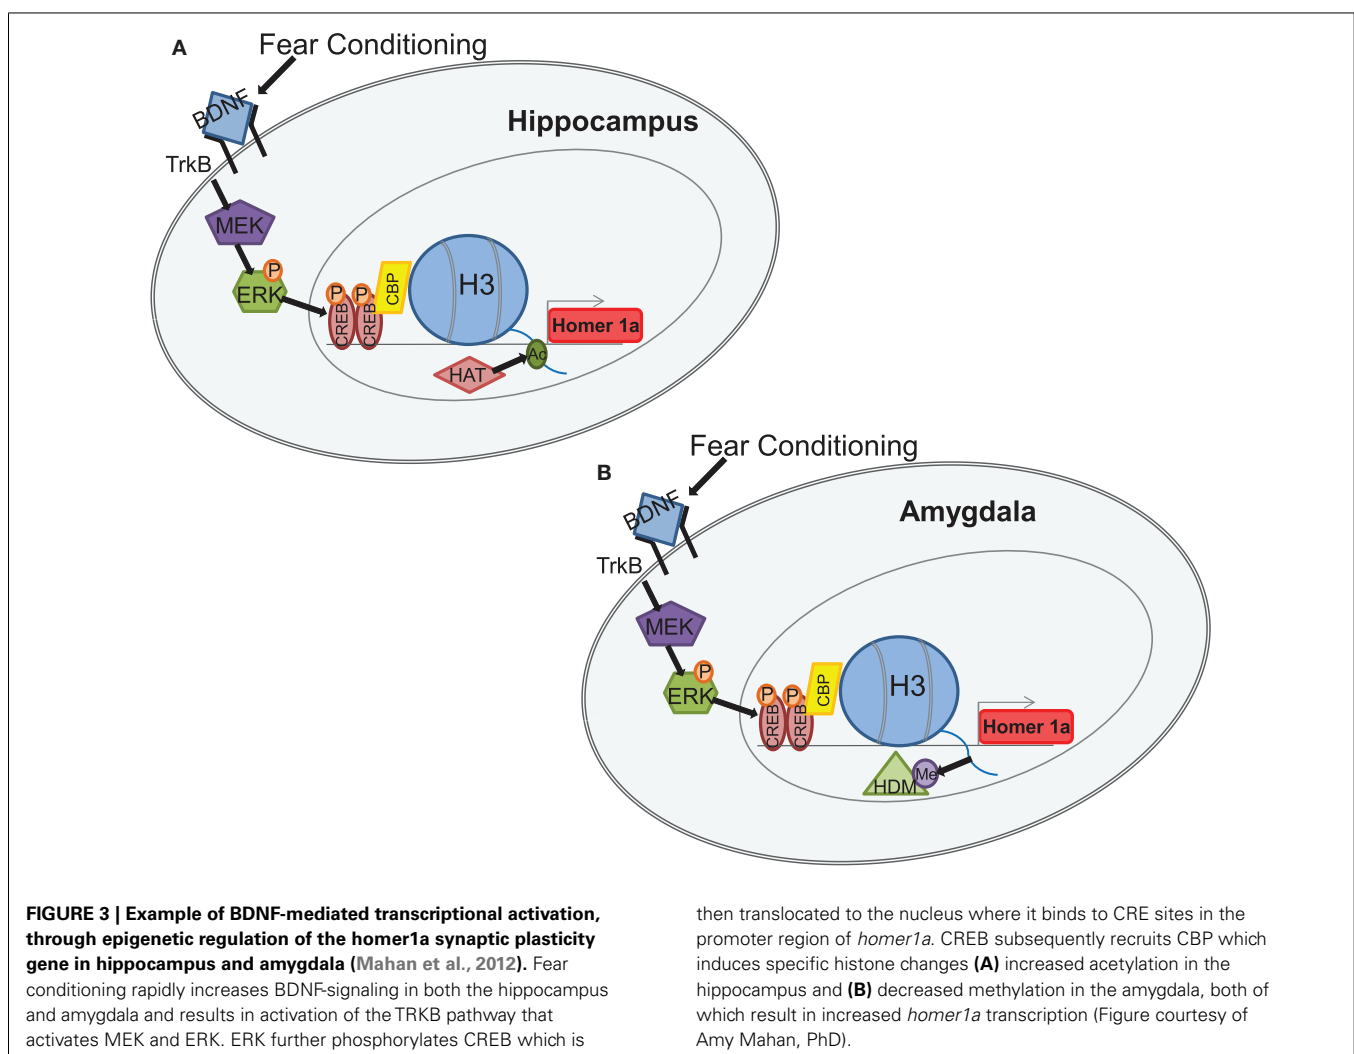 A
Fear Conditioning
BDNF
Hippocampus
TrkB
MEK
P
ERK
P
P
CREB
CREB
CBP
H3
Homer 1a
HAT
Ac
B
Fear Conditioning
BDNF
Amygdala
TrkB
MEK
P
ERK
P
P
CREB
CREB
CBP
H3
Homer 1a
HDM
Me
FIGURE 3 | Example of BDNF-mediated transcriptional activation,
through epigenetic regulation of the homer1a synaptic plasticity
gene in hippocampus and amygdala (Mahan et al., 2012). Fear
conditioning rapidly increases BDNF-signaling in both the hippocampus
and amygdala and results in activation of the TRKB pathway that
activates MEK and ERK. ERK further phosphorylates CREB which is
then translocated to the nucleus where it binds to CRE sites in the
promoter region of homer1a. CREB subsequently recruits CBP which
induces specific histone changes (A) increased acetylation in the
hippocampus and (B) decreased methylation in the amygdala, both of
which result in increased homer1a transcription (Figure courtesy of
Amy Mahan, PhD).